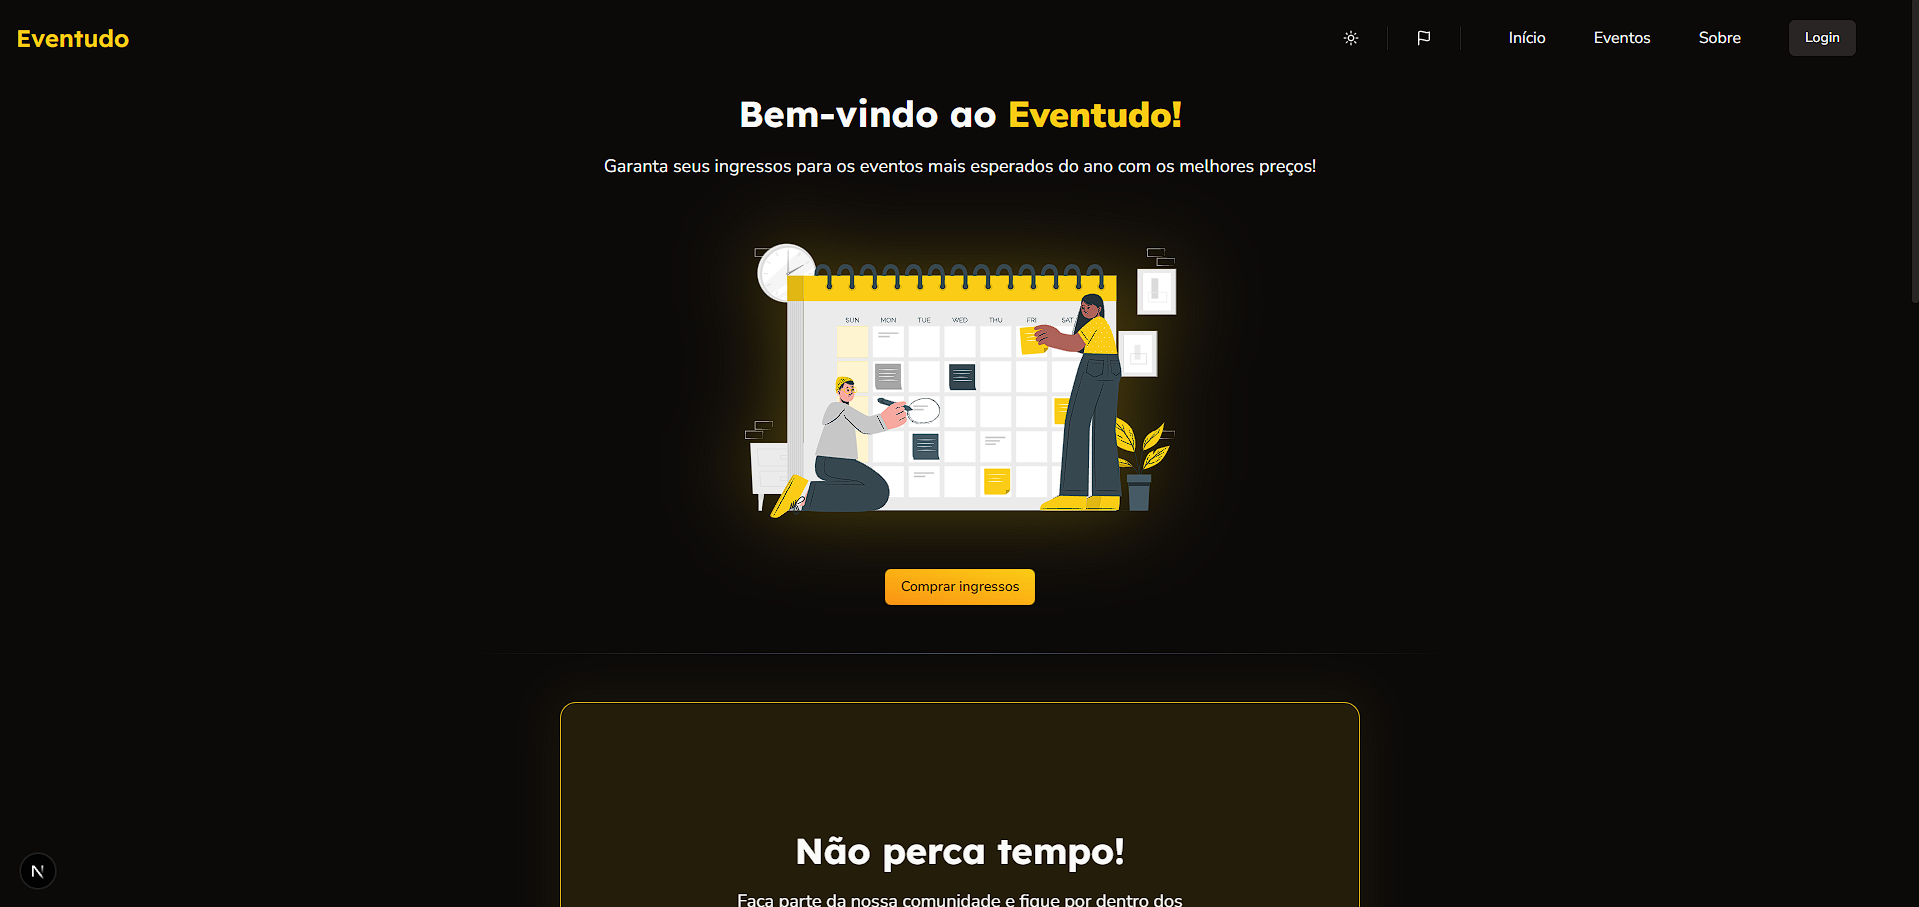 Eventudo
Início
Eventos
Sobre
Login
Bem-vindo ao Eventudo!
Garanta seus ingressos para os eventos mais esperados do ano com os melhores preços!
SUN MON TUE WED THU FRI SAT
Comprar ingressos
Não perca tempo!
Faça parte da nossa comunidade e fique por dentro dos
N